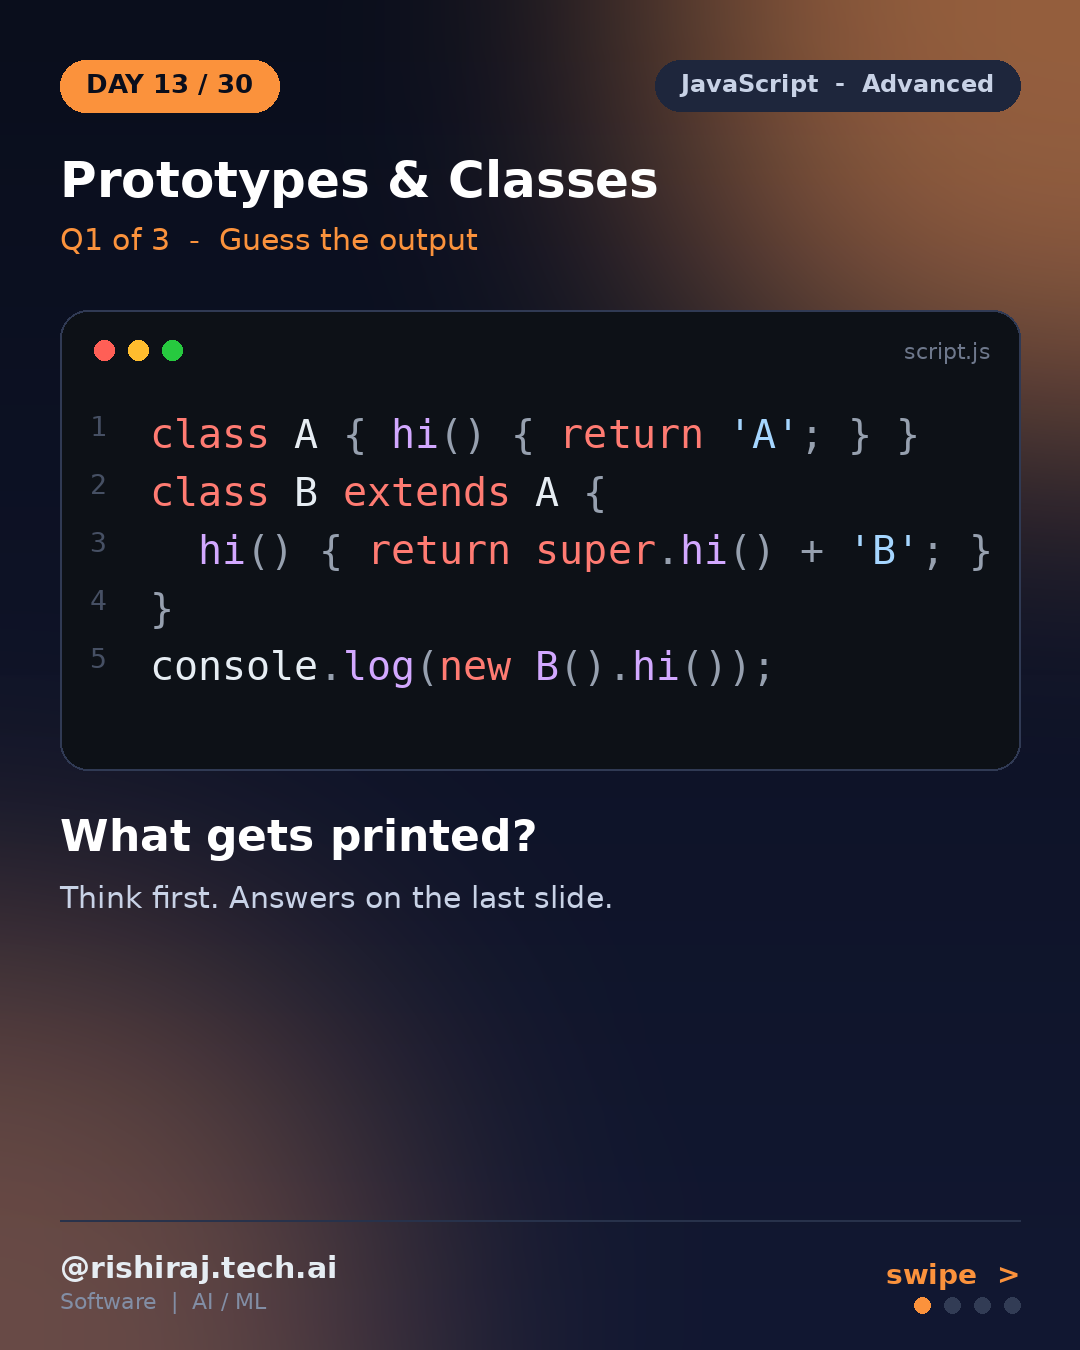 DAY 13 / 30
JavaScript - Advanced
Prototypes & Classes
Q1 of 3 - Guess the output
script.js
1 class A { hi() { return 'A'; } }
2 class B extends A {
3   hi() { return super.hi() + 'B'; }
4 }
5 console.log(new B().hi());
What gets printed?
Think first. Answers on the last slide.
@rishiraj.tech.ai
Software | AI / ML
swipe >